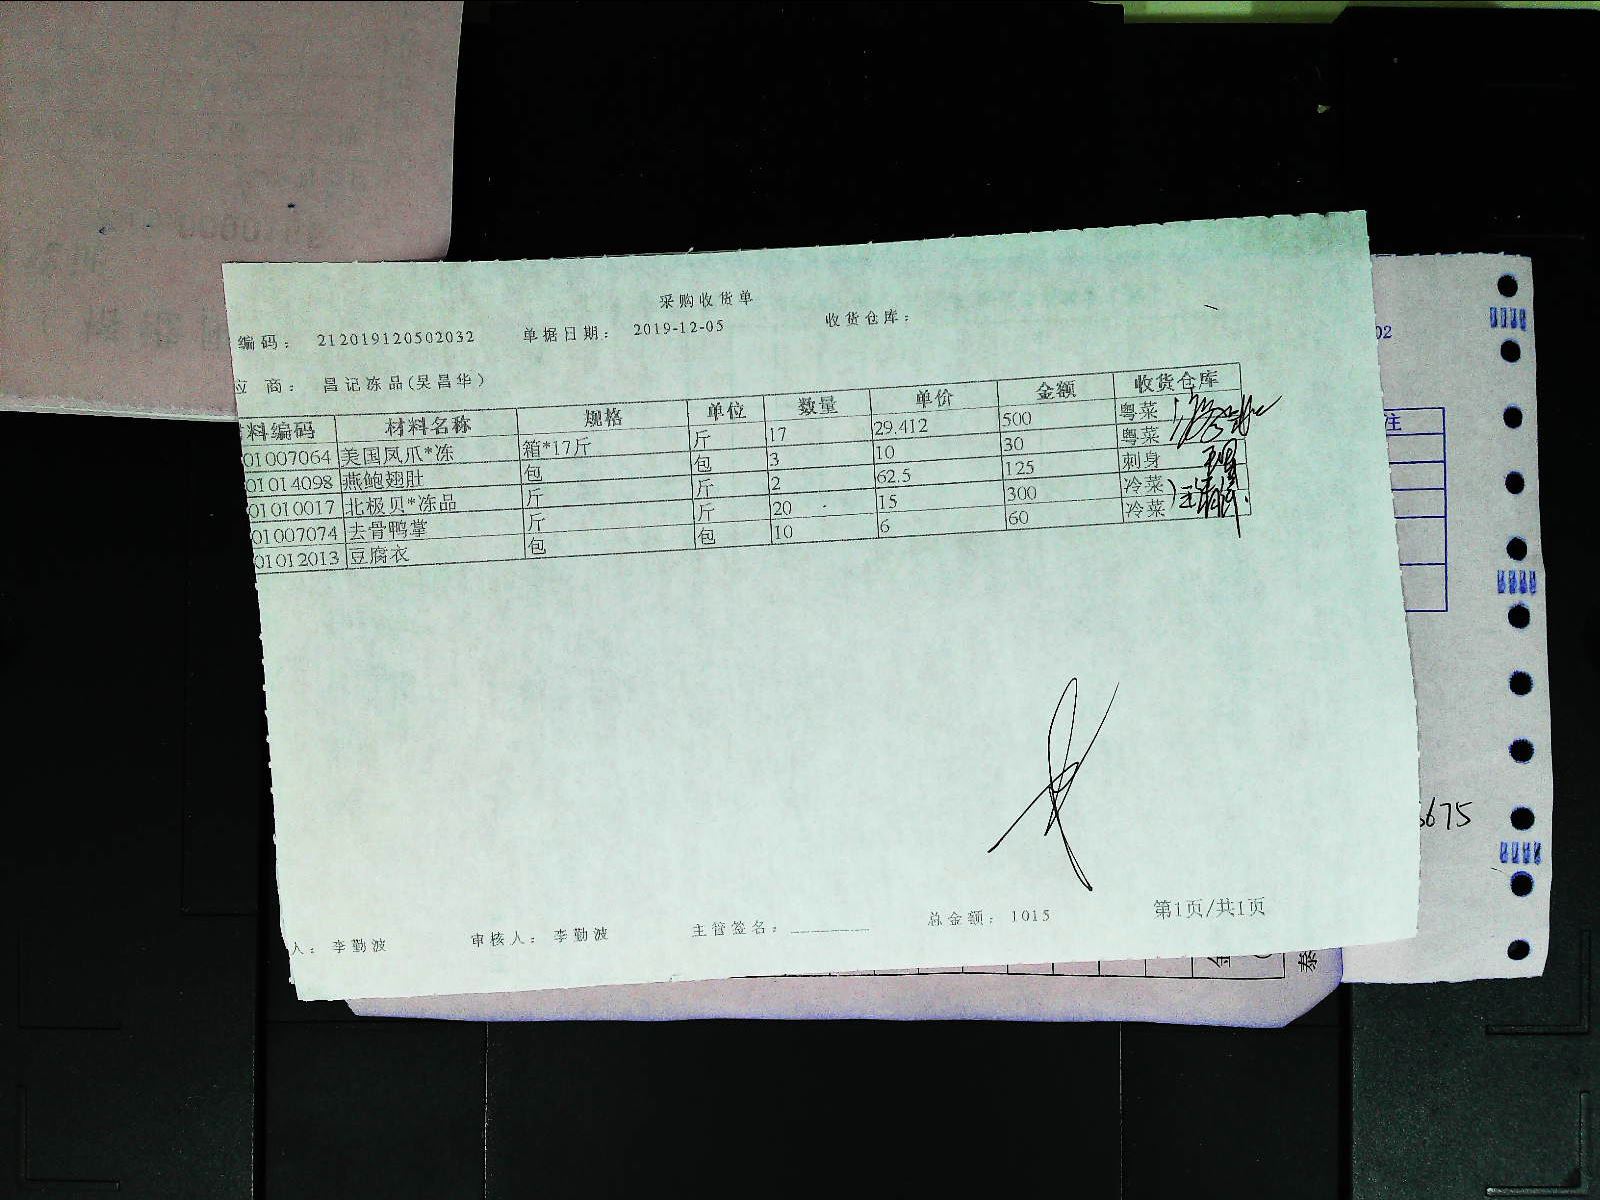 采购收货单
编码： 212019120502032 单据日期： 2019-12-05 收货仓库：
应 商： 昌记冻品(吴昌华)
料编码 材料名称 规格 单位 数量 单价 金额 收货仓库
01007064 美国凤爪*冻 箱*17斤 斤 17 29.412 500 粤菜
01014098 燕鲍翅肚 包 包 3 10 30 粤菜
01010017 北极贝*冻品 斤 斤 2 62.5 125 刺身
01007074 去骨鸭掌 斤 斤 20 15 300 冷菜
01012013 豆腐衣 包 包 10 6 60 冷菜
人： 李勤波 审核人： 李勤波 主管签名： 总金额： 1015 第1页/共1页
02
注
675